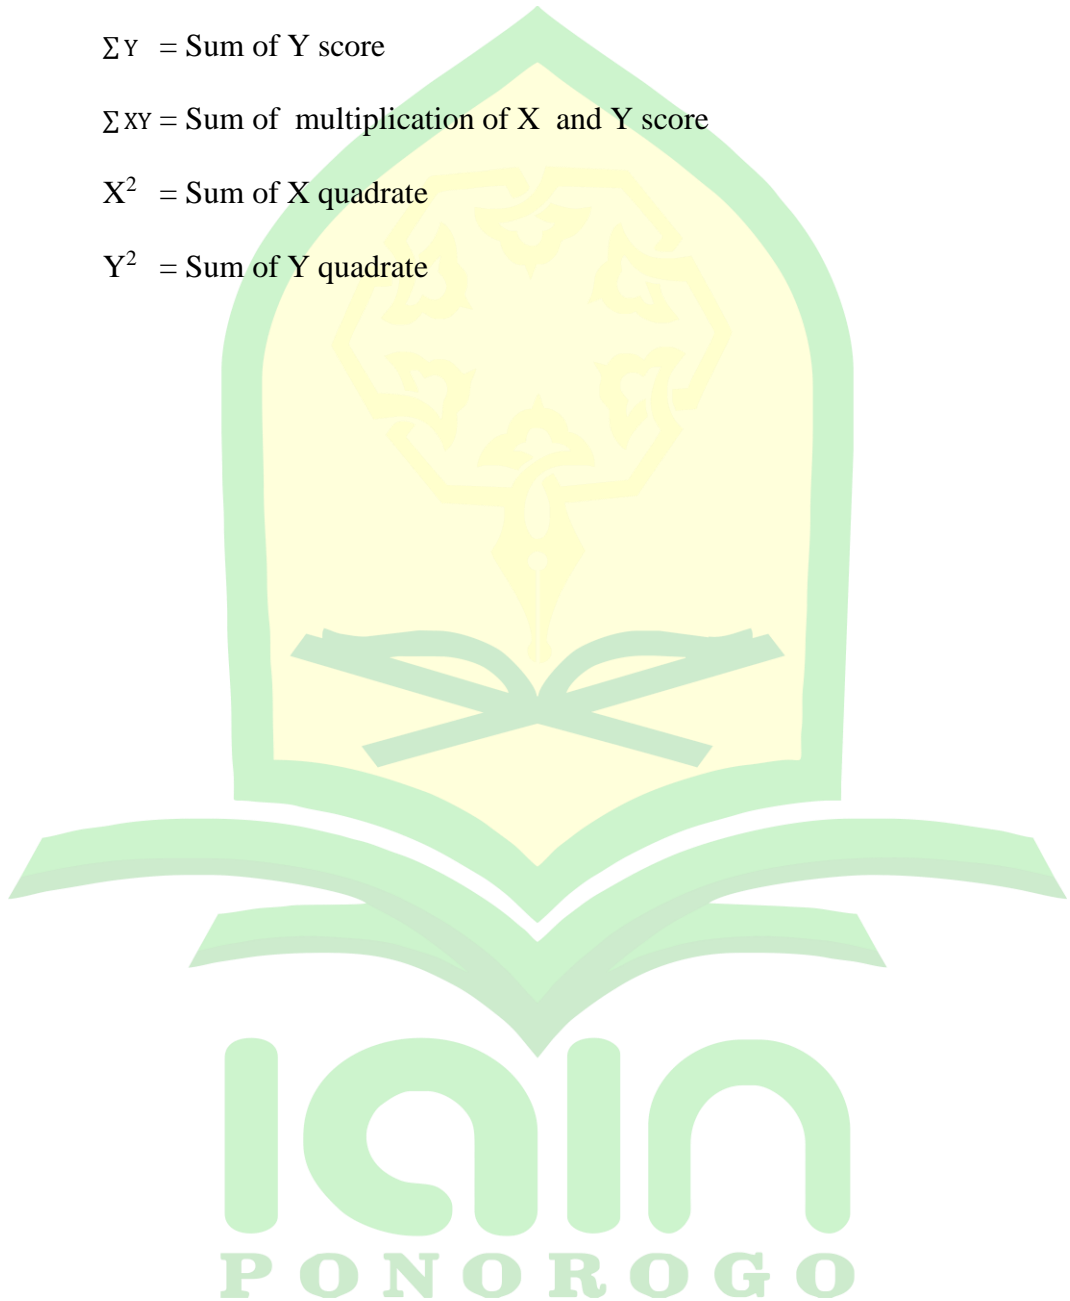 ∑Y = Sum of Y score
∑XY = Sum of multiplication of X and Y score
X² = Sum of X quadrate
Y² = Sum of Y quadrate
IAIN
PONOROGO